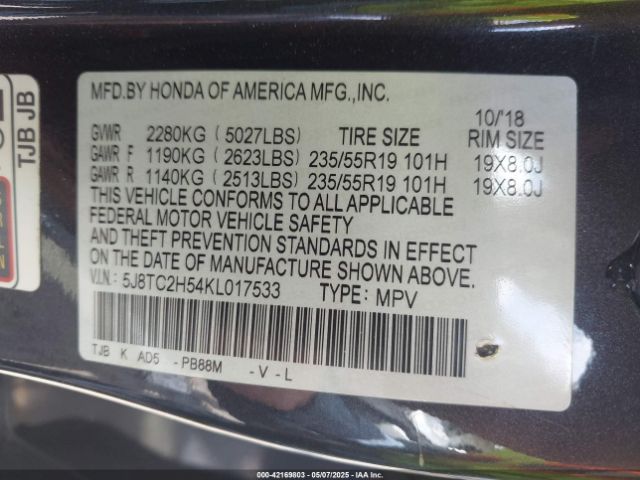 MFD.BY HONDA OF AMERICA MFG.,INC.
10/'18
GVWR 2280KG (5027LBS) TIRE SIZE RIM SIZE
GAWR F 1190KG (2623LBS) 235/55R19 101H 19X8.0J
GAWR R 1140KG (2513LBS) 235/55R19 101H 19X8.0J
THIS VEHICLE CONFORMS TO ALL APPLICABLE
FEDERAL MOTOR VEHICLE SAFETY
AND THEFT PREVENTION STANDARDS IN EFFECT
ON THE DATE OF MANUFACTURE SHOWN ABOVE.
V.I.N.: 5J8TC2H54KL017533 TYPE: MPV
TJB K AD5 -PB88M -V-L
TJB JB
000-42169803 - 05/07/2025 - IAA Inc.